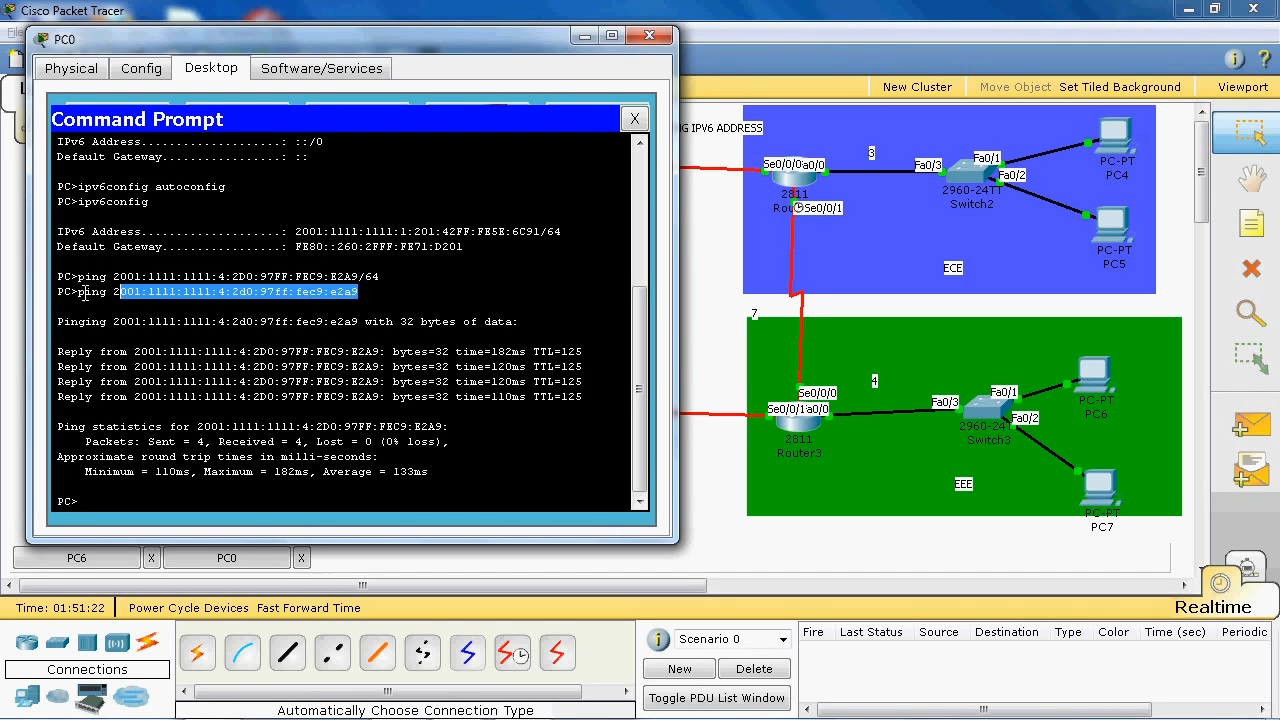 Cisco Packet Tracer
PC0
Physical
Config
Desktop
Software/Services
Command Prompt
X
IPv6 Address....................: ::/0
Default Gateway.................: ::
PC>ipv6config autoconfig
PC>ipv6config
IPv6 Address....................: 2001:1111:1111:1:201:42FF:FE5E:6C91/64
Default Gateway.................: FE80::260:2FFF:FE71:D201
PC>ping 2001:1111:1111:4:2D0:97FF:FEC9:E2A9/64
PC>ping 2001:1111:1111:4:2d0:97ff:fec9:e2a9
Pinging 2001:1111:1111:4:2d0:97ff:fec9:e2a9 with 32 bytes of data:
Reply from 2001:1111:1111:4:2D0:97FF:FEC9:E2A9: bytes=32 time=182ms TTL=125
Reply from 2001:1111:1111:4:2D0:97FF:FEC9:E2A9: bytes=32 time=120ms TTL=125
Reply from 2001:1111:1111:4:2D0:97FF:FEC9:E2A9: bytes=32 time=120ms TTL=125
Reply from 2001:1111:1111:4:2D0:97FF:FEC9:E2A9: bytes=32 time=110ms TTL=125
Ping statistics for 2001:1111:1111:4:2D0:97FF:FEC9:E2A9:
Packets: Sent = 4, Received = 4, Lost = 0 (0% loss),
Approximate round trip times in milli-seconds:
Minimum = 110ms, Maximum = 182ms, Average = 133ms
PC>
PC6
X
PC0
X
New Cluster
Move Object
Set Tiled Background
Viewport
IPV6 ADDRESS
3
Se0/0/0
a0/0
Fa0/3
Fa0/1
Fa0/2
2811
Se0/0/1
2960-24TT
Switch2
PC-PT
PC4
PC-PT
PC5
ECE
7
Se0/0/0
4
Se0/0/1
a0/0
Fa0/3
Fa0/1
Fa0/2
2811
Router3
Switch3
PC-PT
PC6
PC-PT
PC7
EEE
Time: 01:51:22
Power Cycle Devices
Fast Forward Time
Realtime
Connections
Automatically Choose Connection Type
Scenario 0
New
Delete
Toggle PDU List Window
Fire
Last Status
Source
Destination
Type
Color
Time (sec)
Periodic